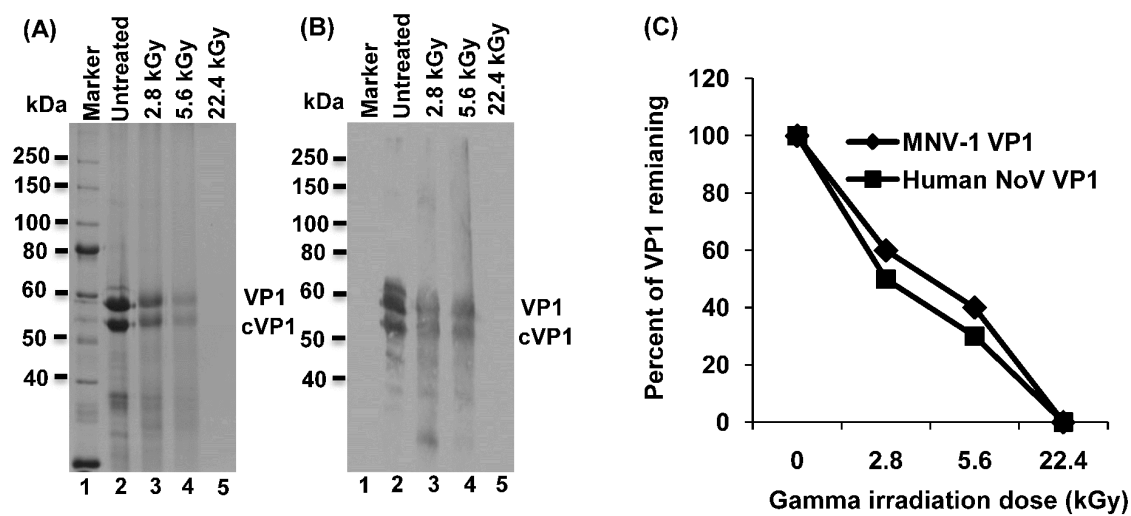 (A)
kDa
Marker
Untreated
2.8 kGy
5.6 kGy
22.4 kGy
250
150
100
80
60
50
40
VP1
cVP1
1 2 3 4 5
(B)
kDa
Marker
Untreated
2.8 kGy
5.6 kGy
22.4 kGy
250
150
100
80
60
50
40
VP1
cVP1
1 2 3 4 5
(C)
Percent of VP1 remianing
120
100
80
60
40
20
0
MNV-1 VP1
Human NoV VP1
0 2.8 5.6 22.4
Gamma irradiation dose (kGy)